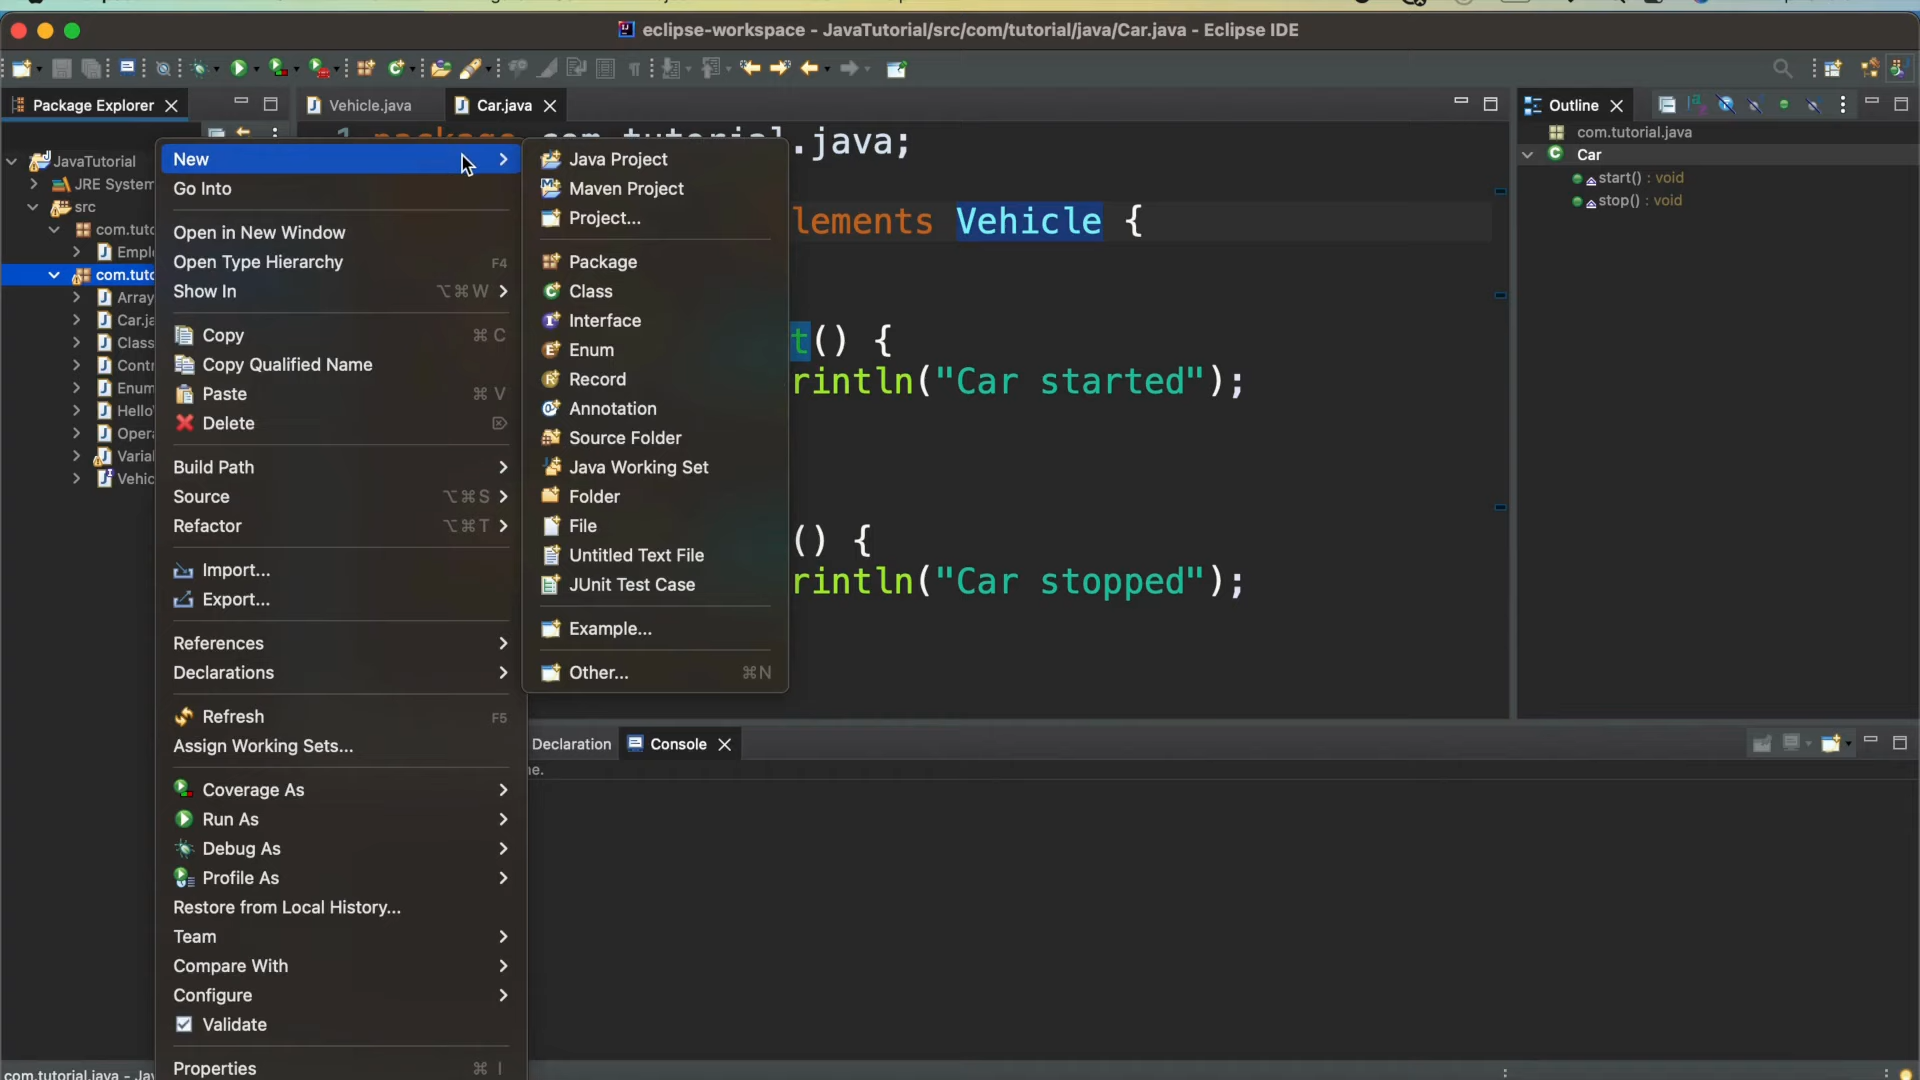 eclipse-workspace - JavaTutorial/src/com/tutorial/java/Car.java - Eclipse IDE
Package Explorer
Vehicle.java
Car.java
Outline
JavaTutorial
JRE System
src
com.tuto
Emplo
com.tuto
Array
Car.ja
Class
Contr
Enum
Hello
Opera
Varia
Vehic
New
Go Into
Open in New Window
Open Type Hierarchy F4
Show In ⌥⌘W
Copy ⌘ C
Copy Qualified Name
Paste ⌘ V
Delete
Build Path
Source ⌥⌘S
Refactor ⌥⌘T
Import...
Export...
References
Declarations
Refresh F5
Assign Working Sets...
Coverage As
Run As
Debug As
Profile As
Restore from Local History...
Team
Compare With
Configure
Validate
Properties ⌘ I
Java Project
Maven Project
Project...
Package
Class
Interface
Enum
Record
Annotation
Source Folder
Java Working Set
Folder
File
Untitled Text File
JUnit Test Case
Example...
Other... ⌘N
1 package com.tutorial.java;
lements Vehicle {
t() {
rintln("Car started");
() {
rintln("Car stopped");
com.tutorial.java
Car
start() : void
stop() : void
Declaration
Console
com.tutorial.java - Jav